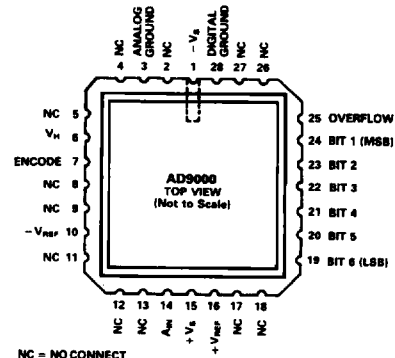 NC
ANALOG GROUND
NC
– VS
DIGITAL GROUND
NC
NC
4 3 2 1 28 27 26
NC 5
VH 6
ENCODE 7
NC 8
NC 9
– VREF 10
NC 11
AD9000
TOP VIEW
(Not to Scale)
25 OVERFLOW
24 BIT 1 (MSB)
23 BIT 2
22 BIT 3
21 BIT 4
20 BIT 5
19 BIT 6 (LSB)
12 13 14 15 16 17 18
NC
NC
AIN
+ VS
+ VREF
NC
NC
NC = NO CONNECT